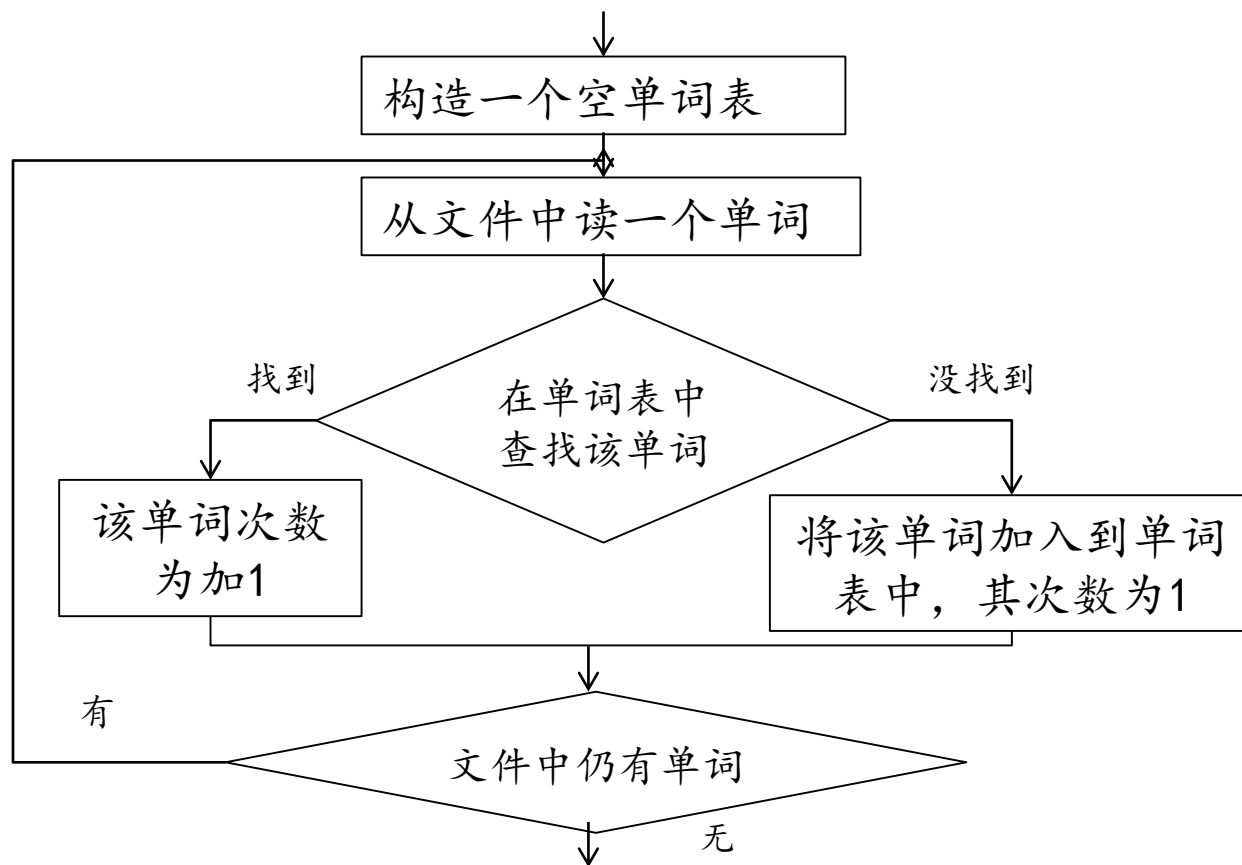 构造一个空单词表
从文件中读一个单词
找到
没找到
在单词表中
查找该单词
该单词次数
为加1
将该单词加入到单词
表中，其次数为1
有
文件中仍有单词
无